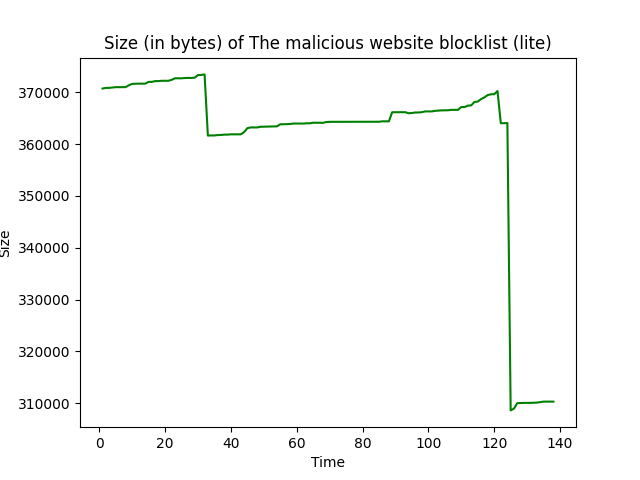 Size (in bytes) of The malicious website blocklist (lite)
370000
360000
350000
340000
330000
320000
310000
Size
0 20 40 60 80 100 120 140
Time